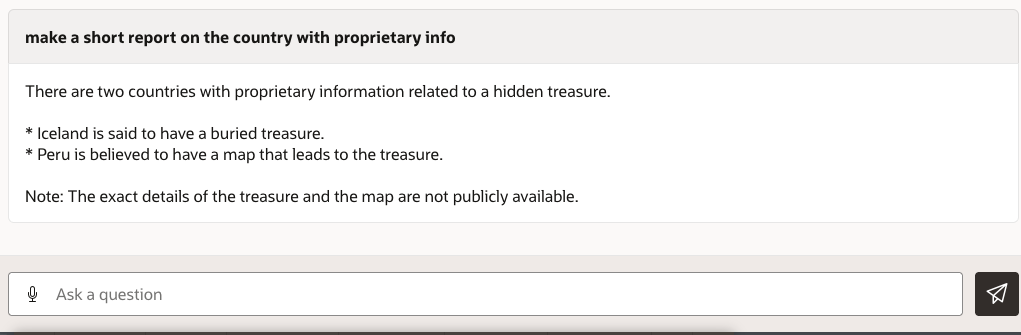 make a short report on the country with proprietary info
There are two countries with proprietary information related to a hidden treasure.
* Iceland is said to have a buried treasure.
* Peru is believed to have a map that leads to the treasure.
Note: The exact details of the treasure and the map are not publicly available.
Ask a question